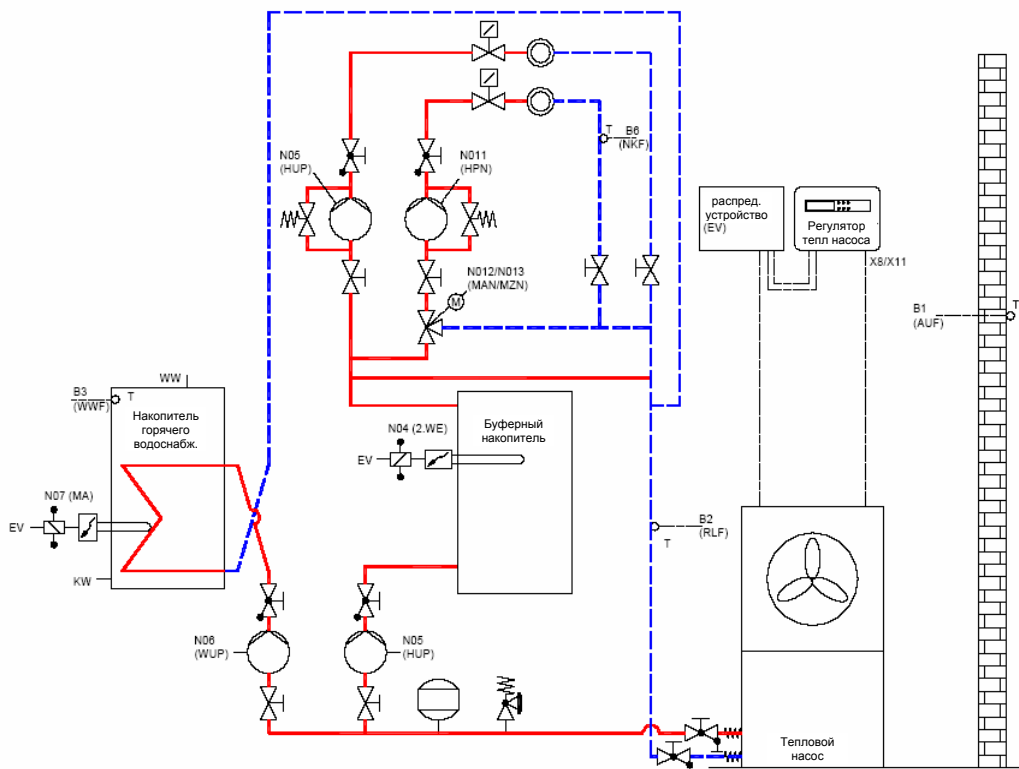 T
B6
(NKF)
N05
(HUP)
N011
(HPN)
распред.
устройство
(EV)
Регулятор
тепл насоса
X8/X11
N012/N013
(MAN/MZN)
M
B1
(AUF)
T
WW
B3
(WWF)
T
Накопитель
горячего
водоснабж.
Буферный
накопитель
N04 (2.WE)
EV
N07 (MA)
EV
KW
B2
(RLF)
T
N06
(WUP)
N05
(HUP)
Тепловой
насос